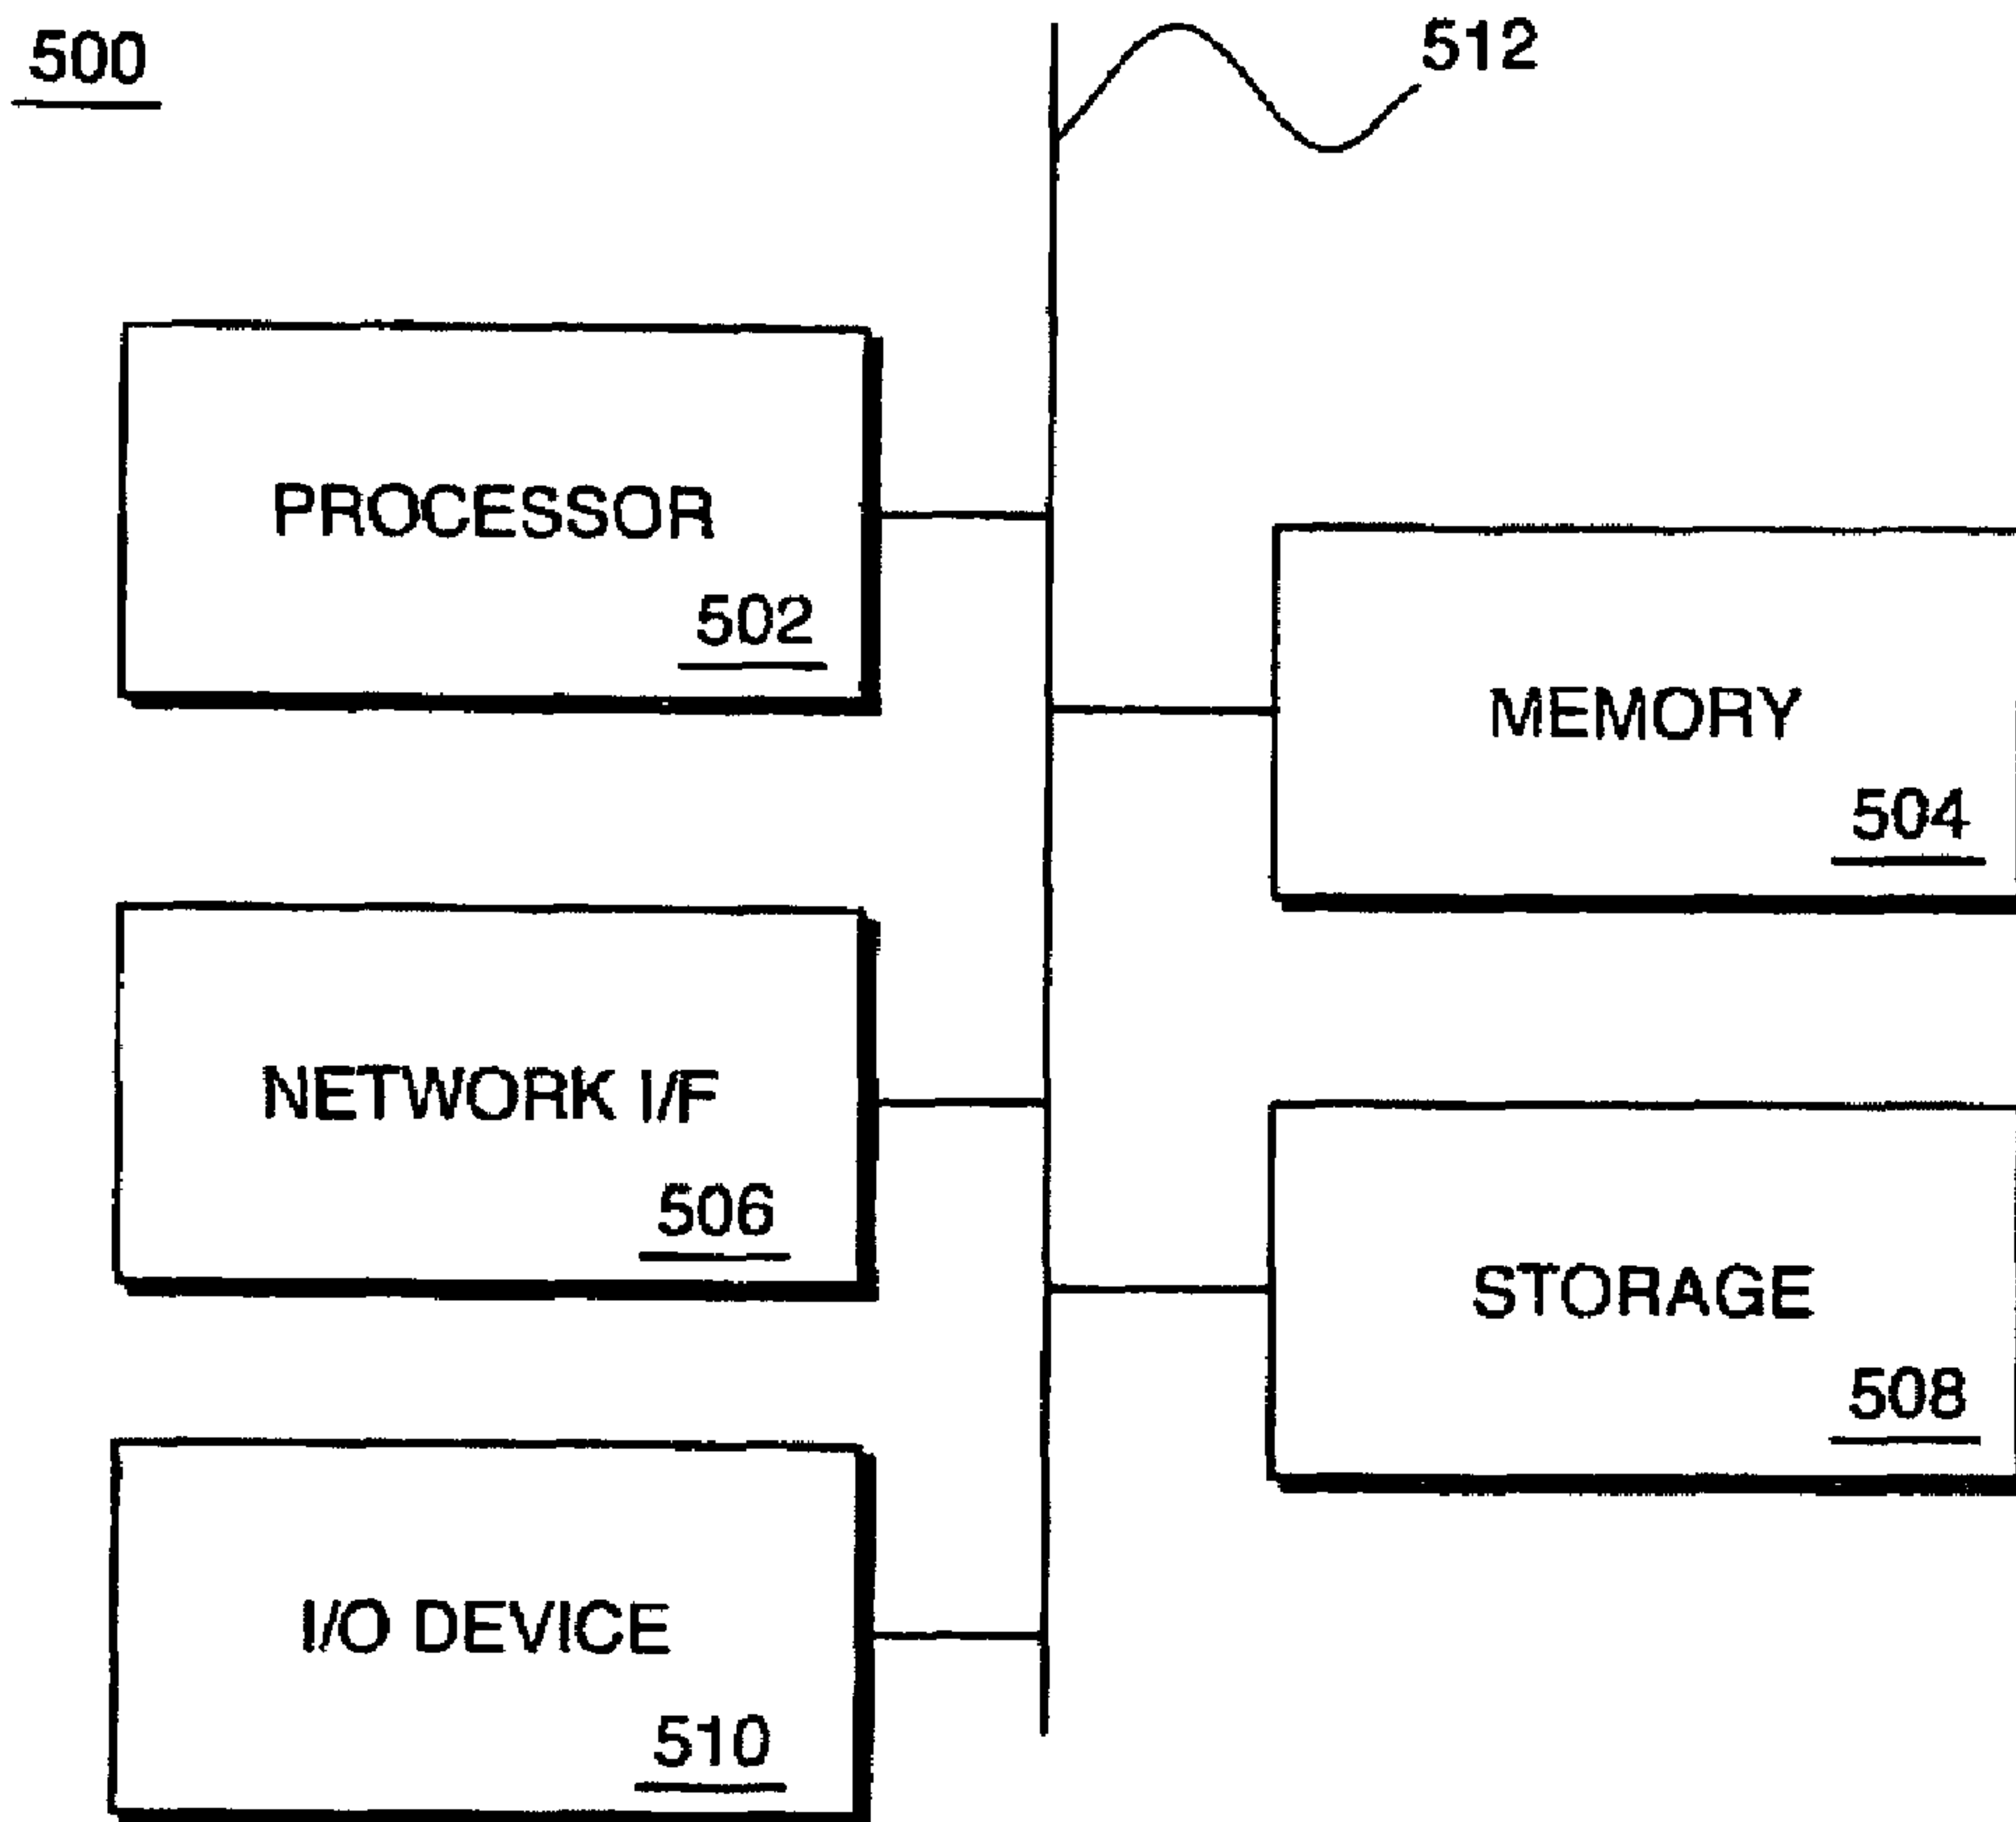 500
512
PROCESSOR
502
MEMORY
504
NETWORK I/F
506
STORAGE
508
I/O DEVICE
510